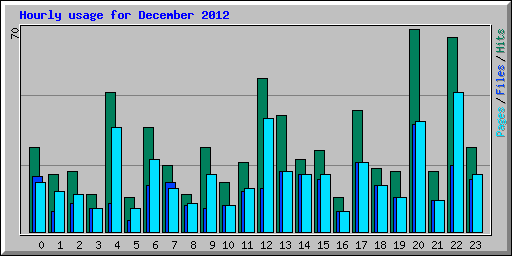 Hourly usage for December 2012
70
Pages / Files / Hits
0 1 2 3 4 5 6 7 8 9 10 11 12 13 14 15 16 17 18 19 20 21 22 23